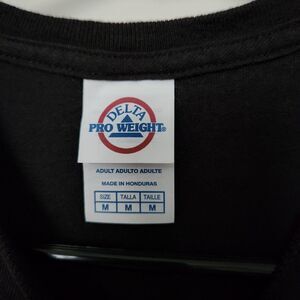 DELTA
PRO WEIGHT®
ADULT ADULTO ADULTE
MADE IN HONDURAS
SIZE TALLA TAILLE
M M M